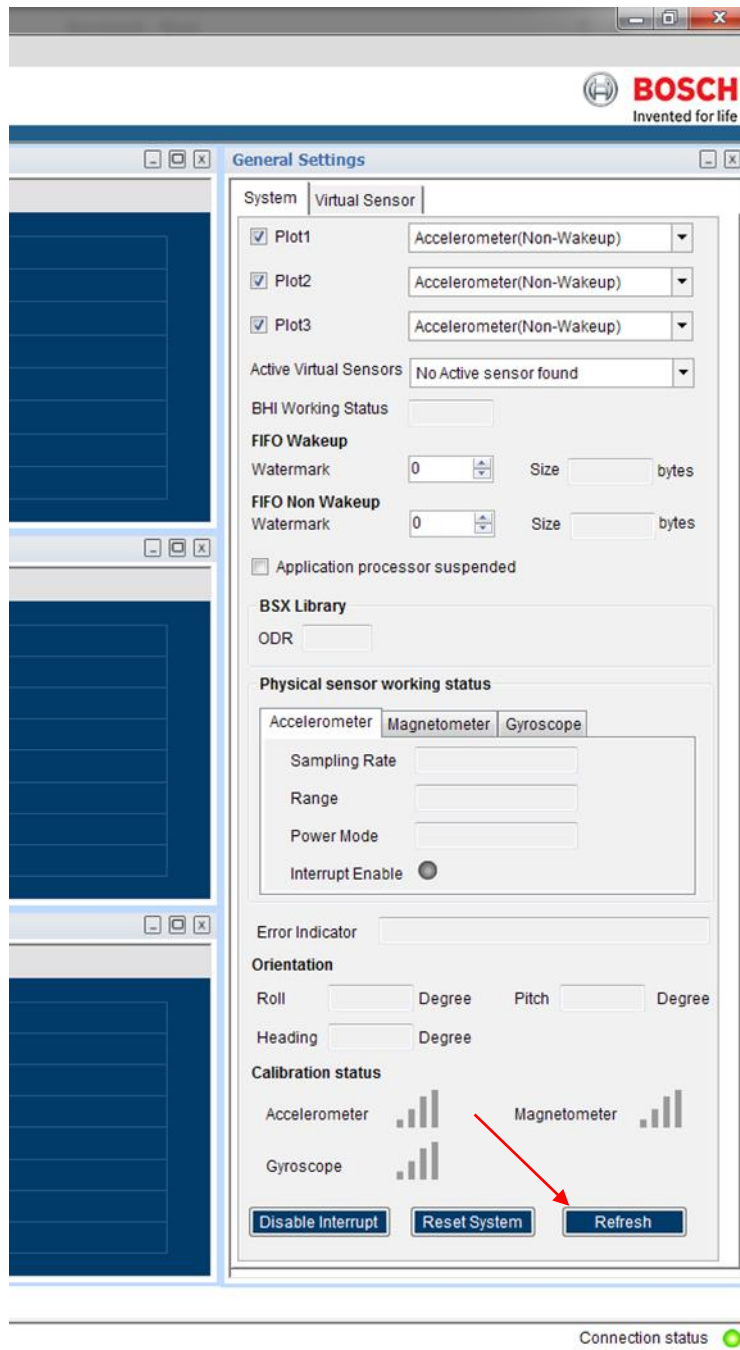 BOSCH
Invented for life
General Settings
System Virtual Sensor
Plot1 Accelerometer(Non-Wakeup)
Plot2 Accelerometer(Non-Wakeup)
Plot3 Accelerometer(Non-Wakeup)
Active Virtual Sensors No Active sensor found
BHI Working Status
FIFO Wakeup
Watermark 0 Size bytes
FIFO Non Wakeup
Watermark 0 Size bytes
Application processor suspended
BSX Library
ODR
Physical sensor working status
Accelerometer Magnetometer Gyroscope
Sampling Rate
Range
Power Mode
Interrupt Enable
Error Indicator
Orientation
Roll Degree Pitch Degree
Heading Degree
Calibration status
Accelerometer Magnetometer
Gyroscope
Disable Interrupt Reset System Refresh
Connection status